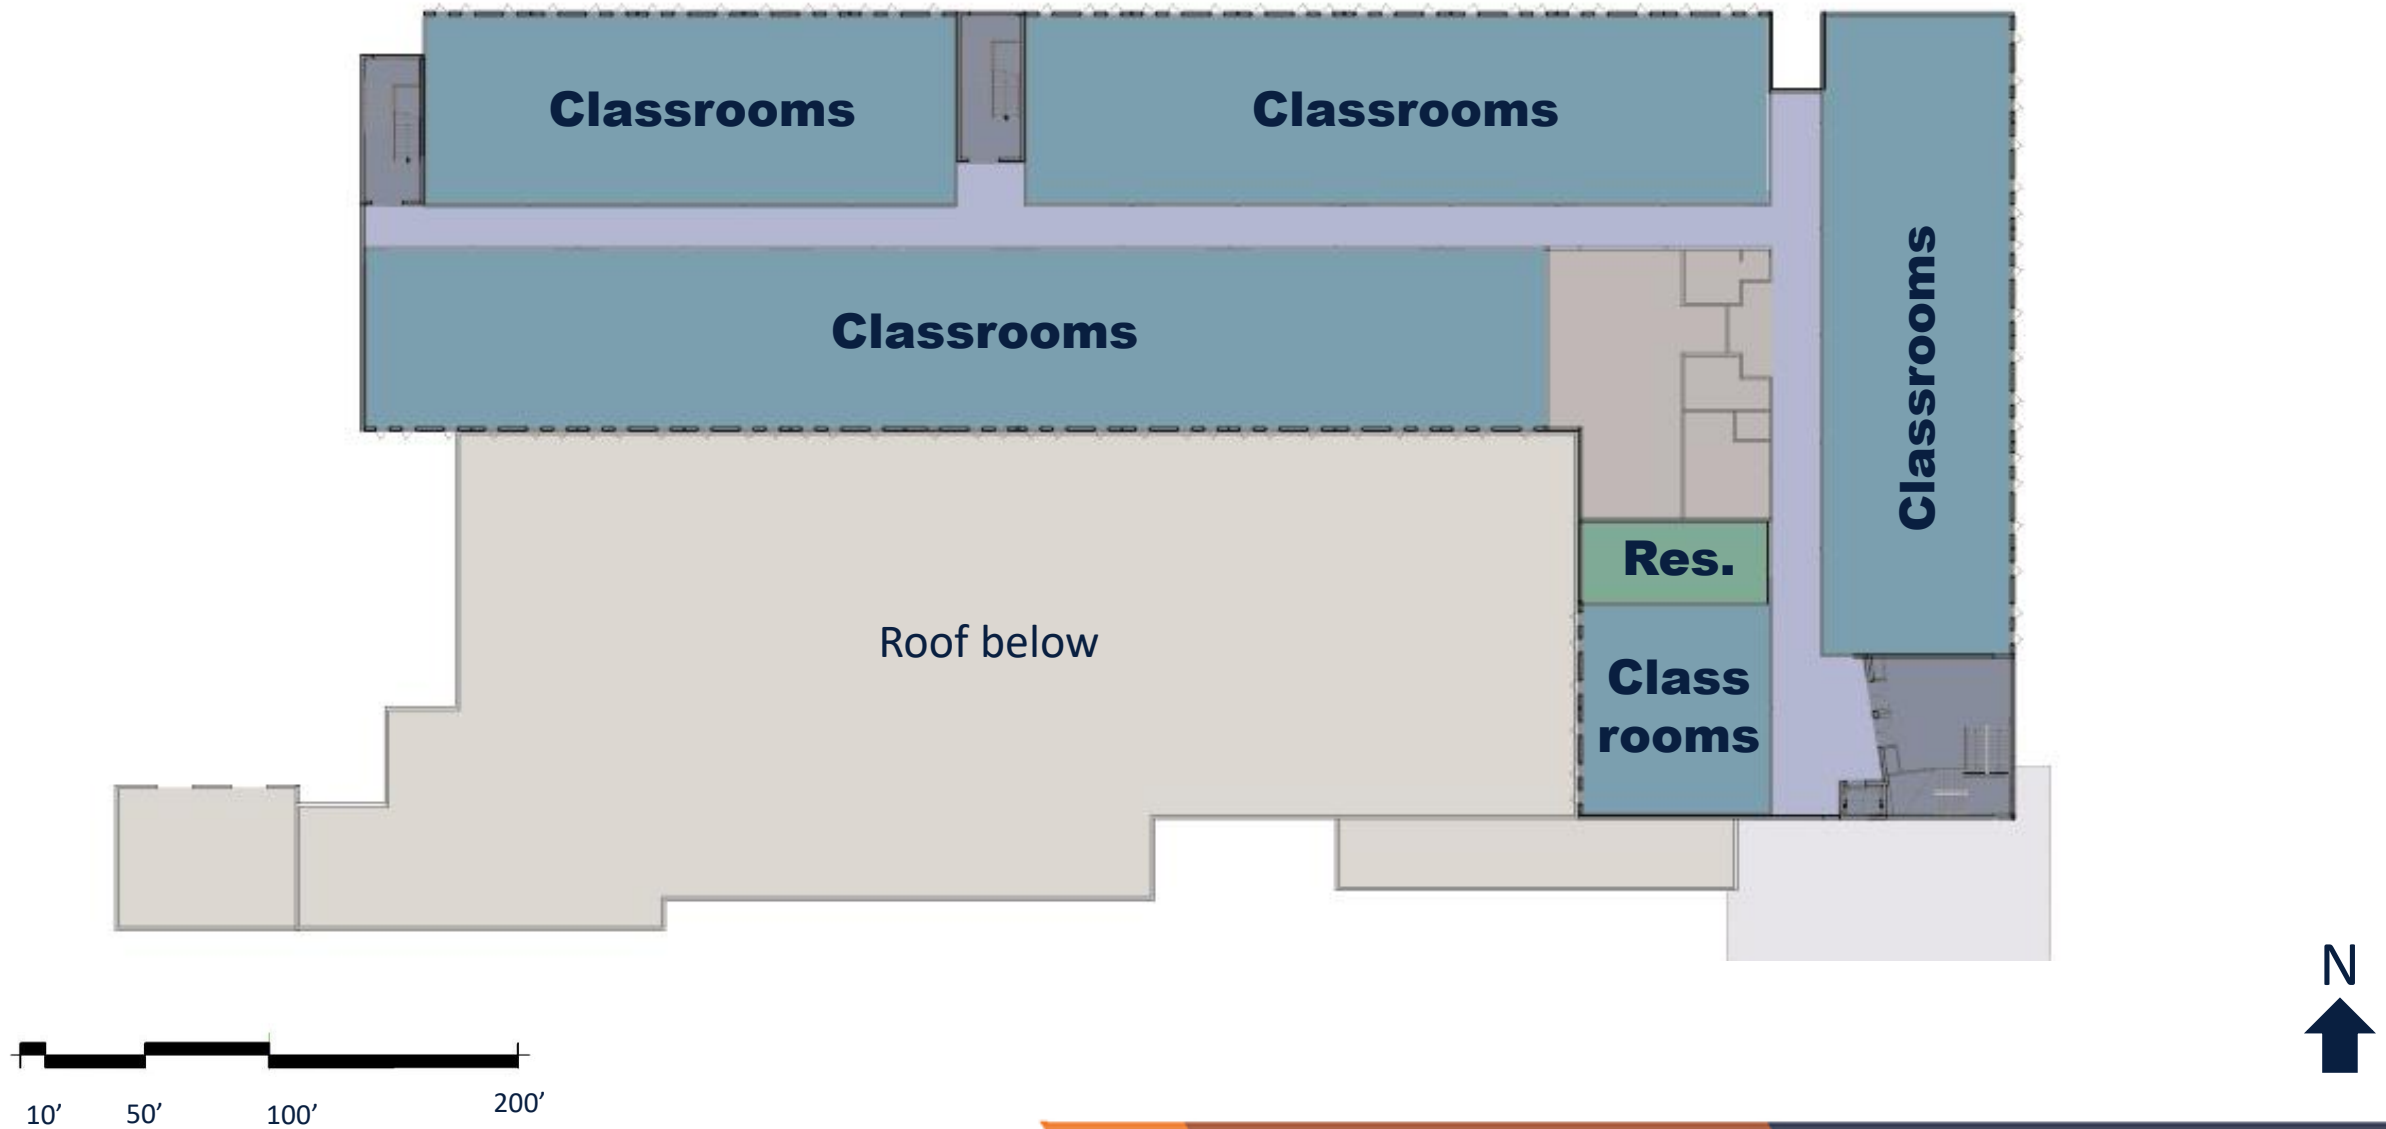 Classrooms
Classrooms
Classrooms
Classrooms
Res.
Roof below
Class
rooms
N
10’
50’
100’
200’